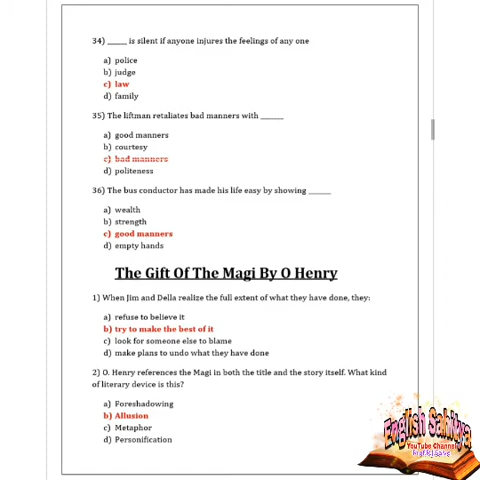 34) _____ is silent if anyone injures the feelings of any one
a) police
b) judge
c) law
d) family
35) The liftman retaliates bad manners with ______
a) good manners
b) courtesy
c) bad manners
d) politeness
36) The bus conductor has made his life easy by showing ______
a) wealth
b) strength
c) good manners
d) empty hands
The Gift Of The Magi By O Henry
1) When Jim and Della realize the full extent of what they have done, they:
a) refuse to believe it
b) try to make the best of it
c) look for someone else to blame
d) make plans to undo what they have done
2) O. Henry references the Magi in both the title and the story itself. What kind
of literary device is this?
a) Foreshadowing
b) Allusion
c) Metaphor
d) Personification
English Sahitya
YouTube Channel